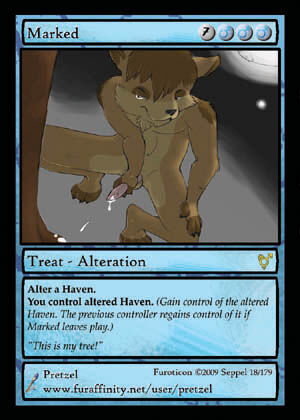 Marked
7
Treat - Alteration
Alter a Haven.
You control altered Haven. (Gain control of the altered
Haven. The previous controller regains control of it if
Marked leaves play.)
"This is my tree!"
Pretzel
Furoticon ©2009 Seppel 18/179
www.furaffinity.net/user/pretzel